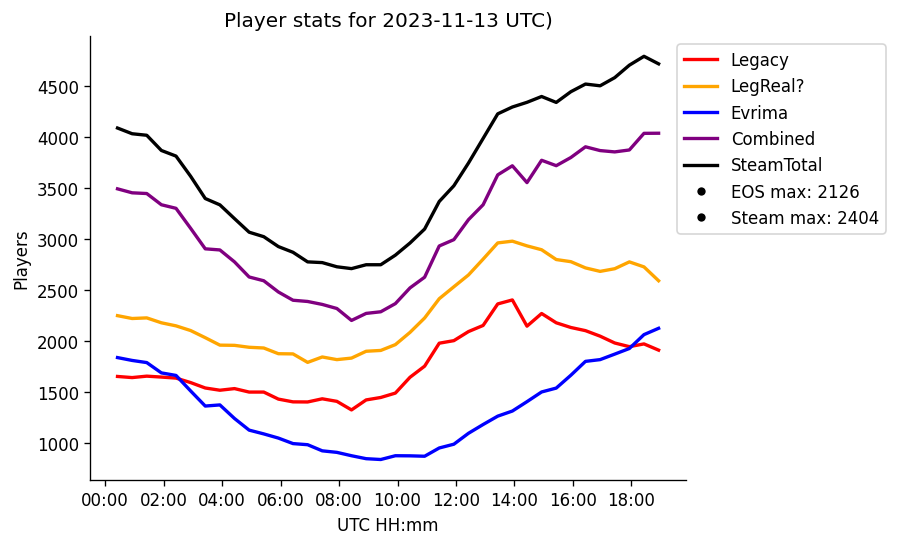 Player stats for 2023-11-13 UTC)
Legacy
LegReal?
Evrima
Combined
SteamTotal
EOS max: 2126
Steam max: 2404
4500
4000
3500
3000
2500
2000
1500
1000
Players
00:00 02:00 04:00 06:00 08:00 10:00 12:00 14:00 16:00 18:00
UTC HH:mm